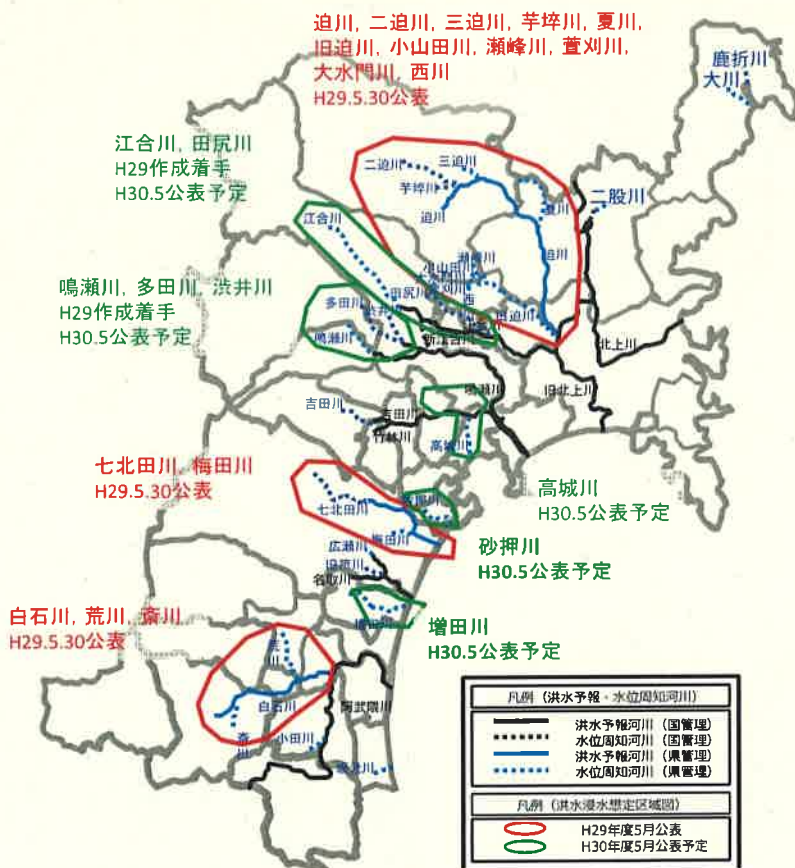 迫川, 二迫川, 三迫川, 芋埣川, 夏川,
旧迫川, 小山田川, 瀬峰川, 萱刈川,
大水門川, 西川
H29.5.30公表
鹿折川
大川
江合川, 田尻川
H29作成着手
H30.5公表予定
二迫川
三迫川
芋埣川
迫川
夏川
二股川
迫川
江合川
小山田川
田尻川
旧迫川
鳴瀬川, 多田川, 渋井川
H29作成着手
H30.5公表予定
多田川
渋井川
鳴瀬川
新江合川
北上川
旧北上川
鳴瀬川
吉田川
吉田川
竹林川
高城川
七北田川, 梅田川
H29.5.30公表
高城川
H30.5公表予定
七北田川
砂押川
梅田川
砂押川
H30.5公表予定
広瀬川
旧笊川
名取川
増田川
増田川
H30.5公表予定
白石川, 荒川, 斎川
H29.5.30公表
荒川
白石川
斎川
小田川
阿武隈川
凡例 (洪水予報・水位周知河川)
洪水予報河川 (国管理)
水位周知河川 (国管理)
洪水予報河川 (県管理)
水位周知河川 (県管理)
凡例 (洪水浸水想定区域図)
H29年度5月公表
H30年度5月公表予定